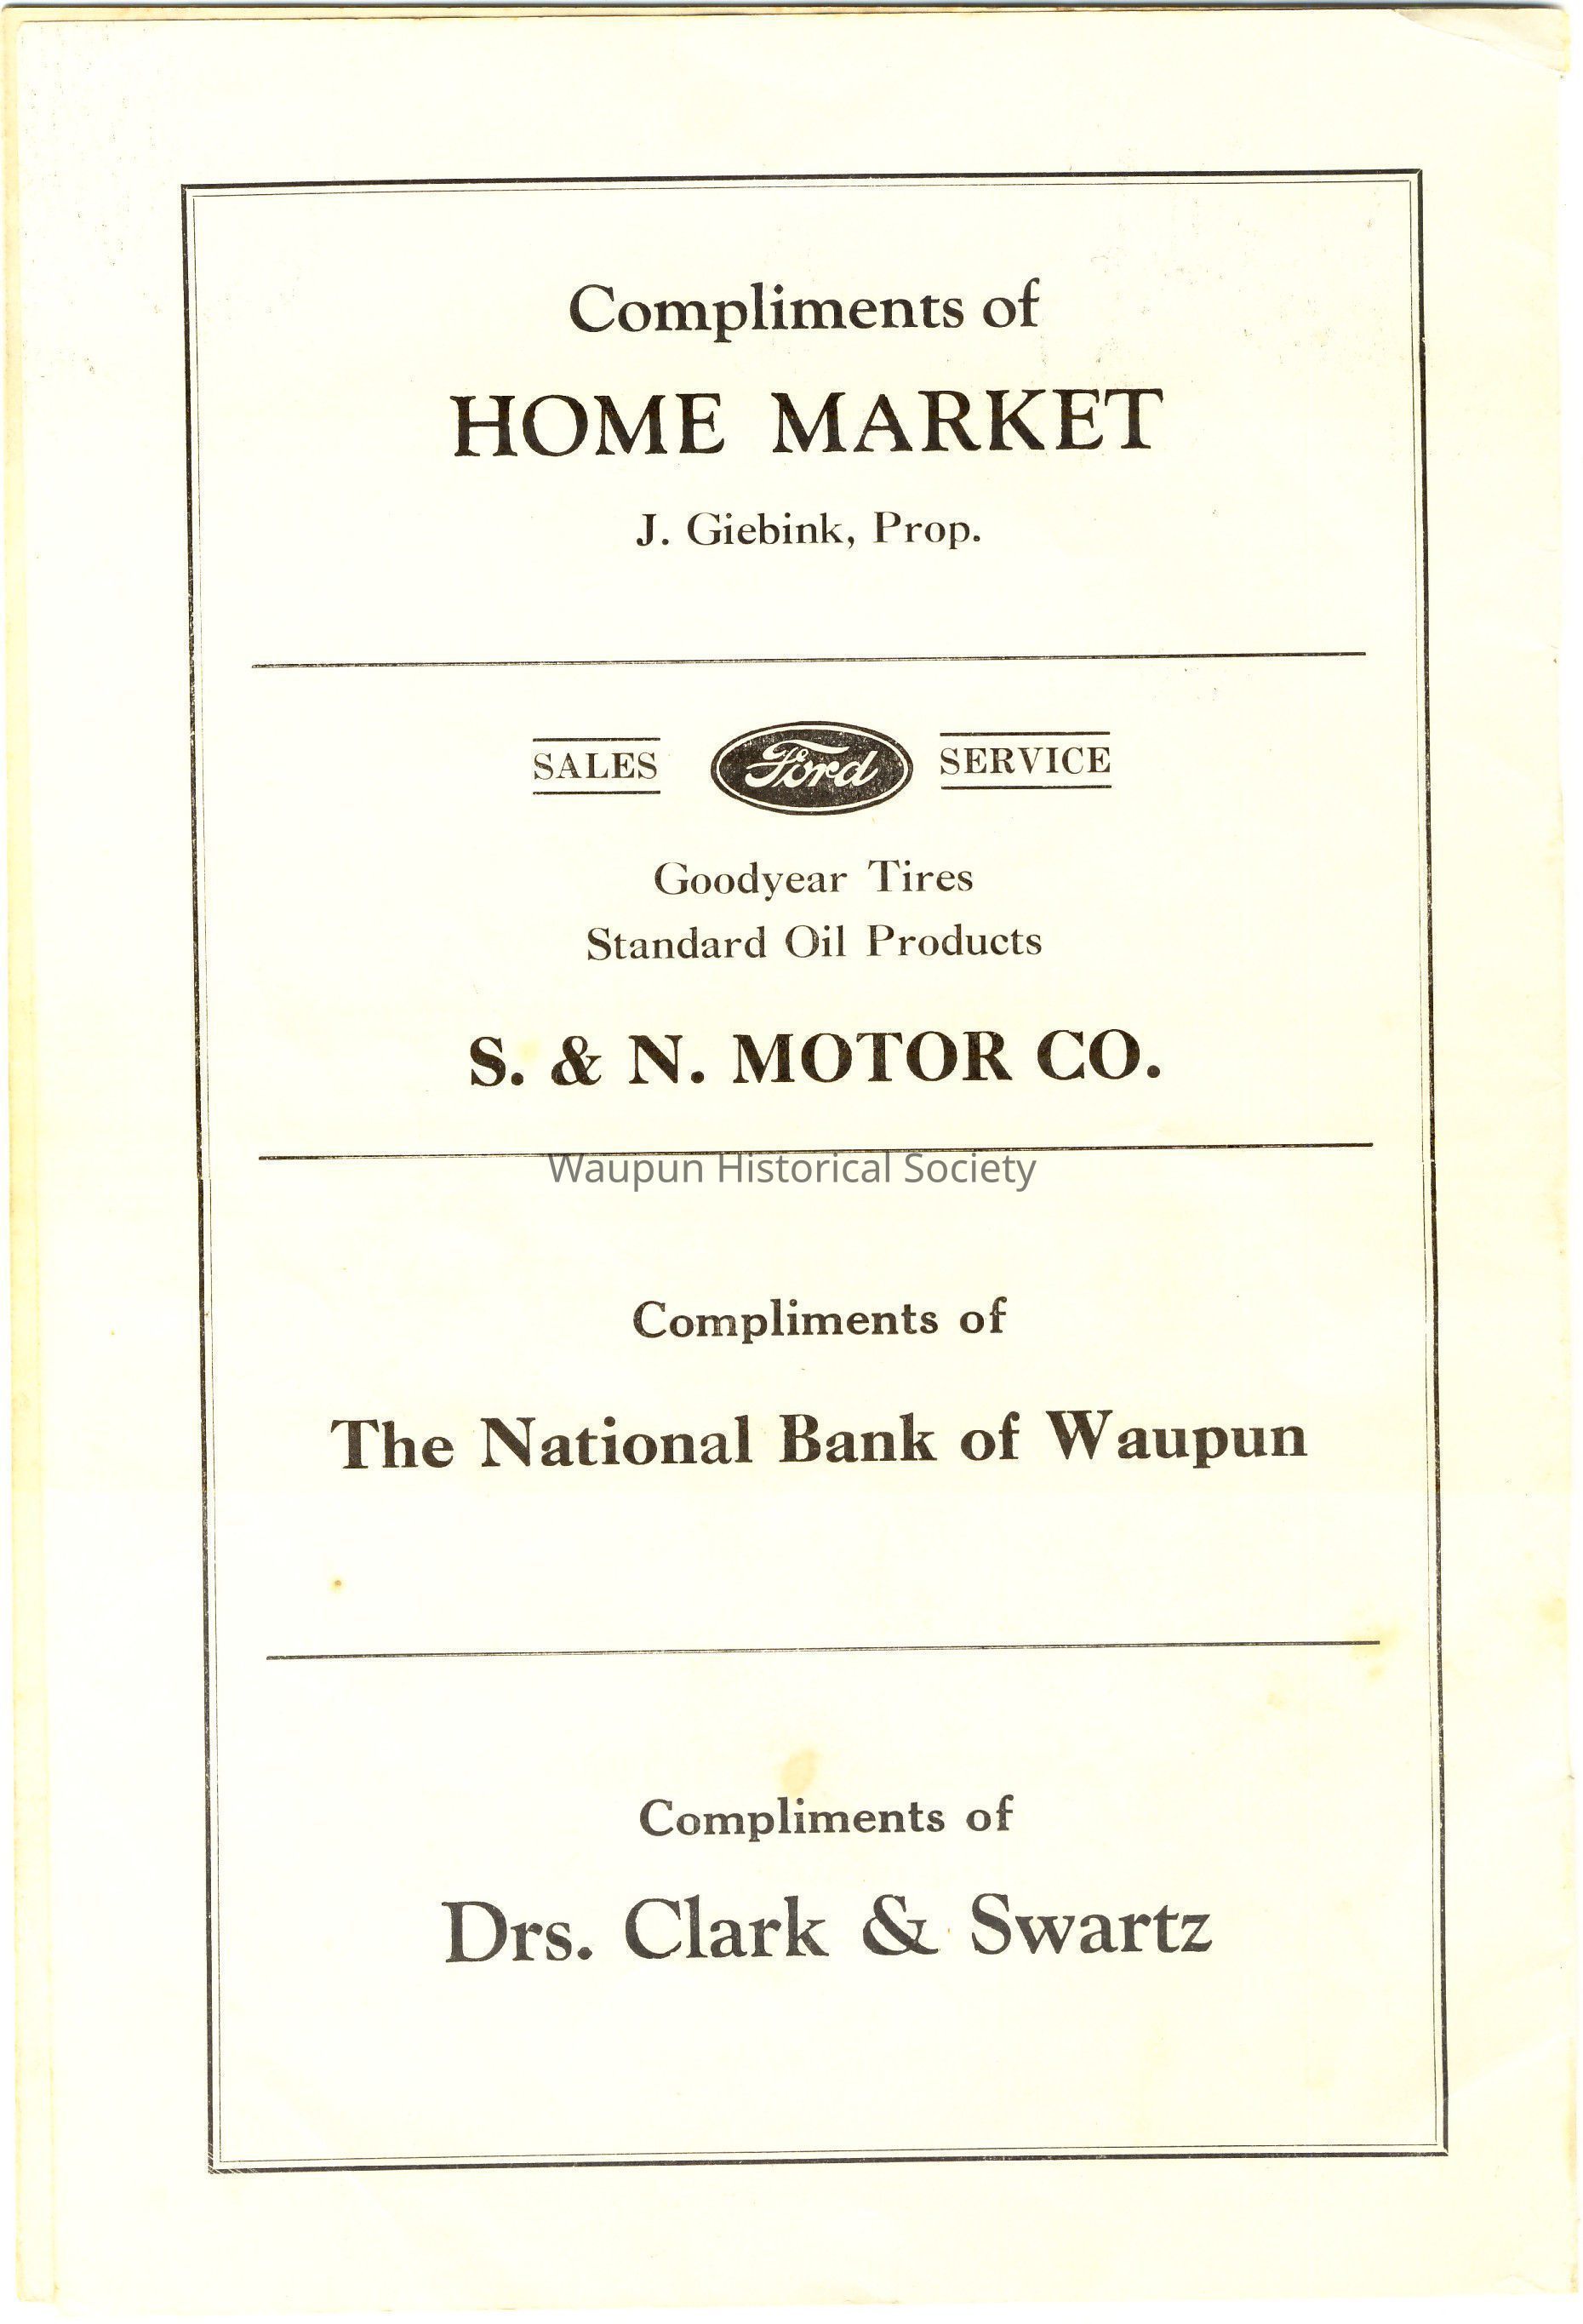 Compliments of
HOME MARKET
J. Giebink, Prop.
SALES Ford SERVICE
Goodyear Tires
Standard Oil Products
S. & N. MOTOR CO.
Waupun Historical Society
Compliments of
The National Bank of Waupun
Compliments of
Drs. Clark & Swartz